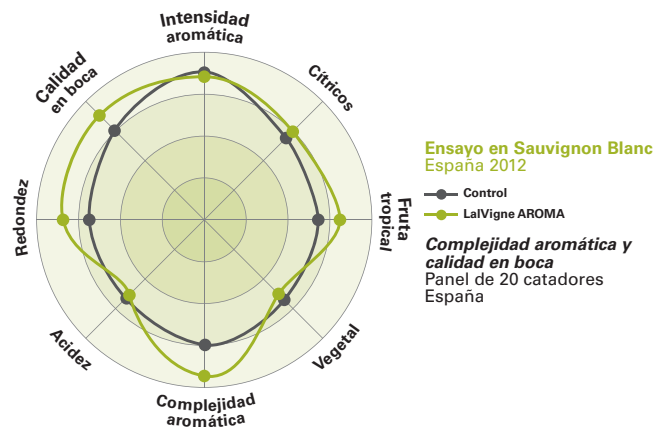 Intensidad
aromática
Cítricos
Fruta
tropical
Vegetal
Complejidad
aromática
Acidez
Redondez
Calidad
en boca
Ensayo en Sauvignon Blanc
España 2012
Control
LalVigne AROMA
Complejidad aromática y
calidad en boca
Panel de 20 catadores
España